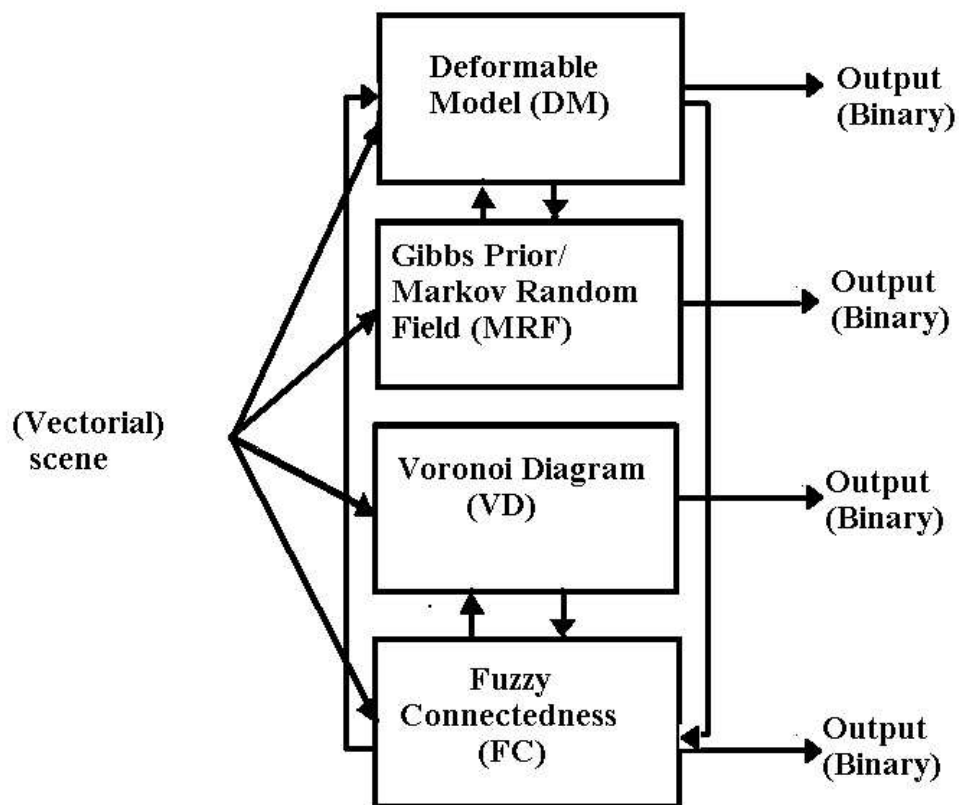 (Vectorial)
scene
Deformable
Model (DM)
Output
(Binary)
Gibbs Prior/
Markov Random
Field (MRF)
Output
(Binary)
Voronoi Diagram
(VD)
Output
(Binary)
Fuzzy
Connectedness
(FC)
Output
(Binary)